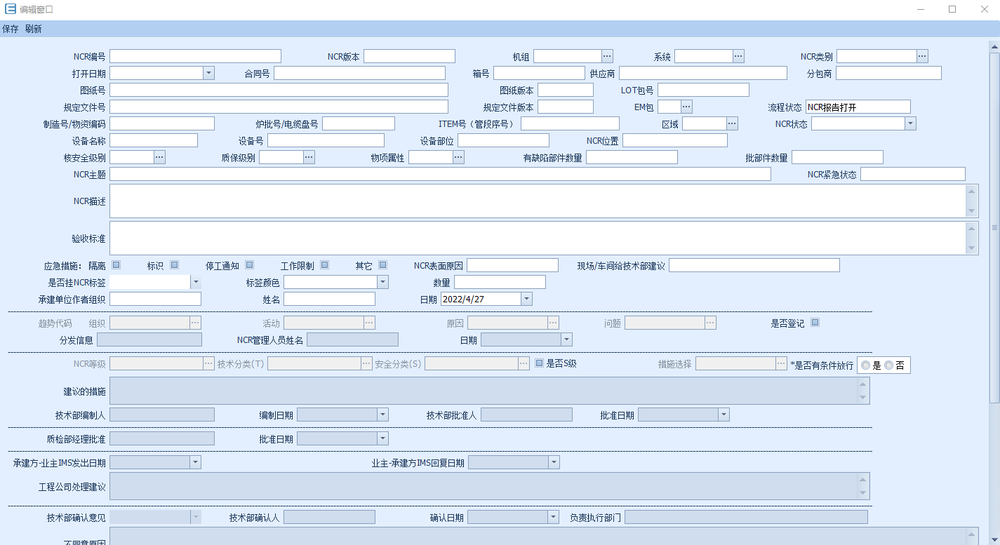 编辑窗口
保存 刷新
NCR编号 NCR版本 机组 ... 系统 ... NCR类别 ...
打开日期 合同号 箱号 供应商 分包商
图纸号 图纸版本 LOT包号
规定文件号 规定文件版本 EM包 ... 流程状态 NCR报告打开
制造号/物资编码 炉批号/电缆盘号 ITEM号（管段序号） 区域 ... NCR状态
设备名称 设备号 设备部位 NCR位置
核安全级别 ... 质保级别 ... 物项属性 ... 有缺陷部件数量 批部件数量
NCR主题 NCR紧急状态
NCR描述
验收标准
应急措施: 隔离 标识 停工通知 工作限制 其它 NCR表面原因 现场/车间给技术部建议
是否挂NCR标签 标签颜色 数量
承建单位作者组织 姓名 日期 2022/4/27
趋势代码 组织 ... 活动 ... 原因 ... 问题 ... 是否登记
分发信息 NCR管理人员姓名 日期
NCR等级 ... 技术分类(T) ... 安全分类(S) ... 是否S级 措施选择 ... *是否有条件放行 是 否
建议的措施
技术部编制人 编制日期 技术部批准人 批准日期
质检部经理批准 批准日期
承建方-业主IMS发出日期 业主-承建方IMS回复日期
工程公司处理建议
技术部确认意见 技术部确认人 确认日期 负责执行部门
不同意原因